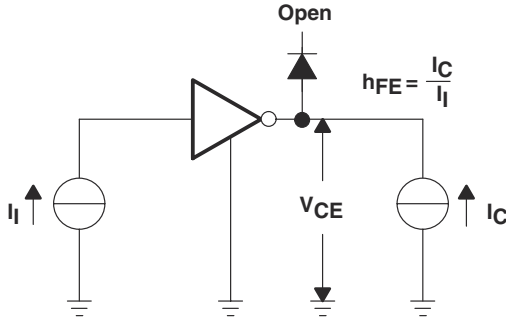 Open
hFE = IC
II
II
VCE
IC